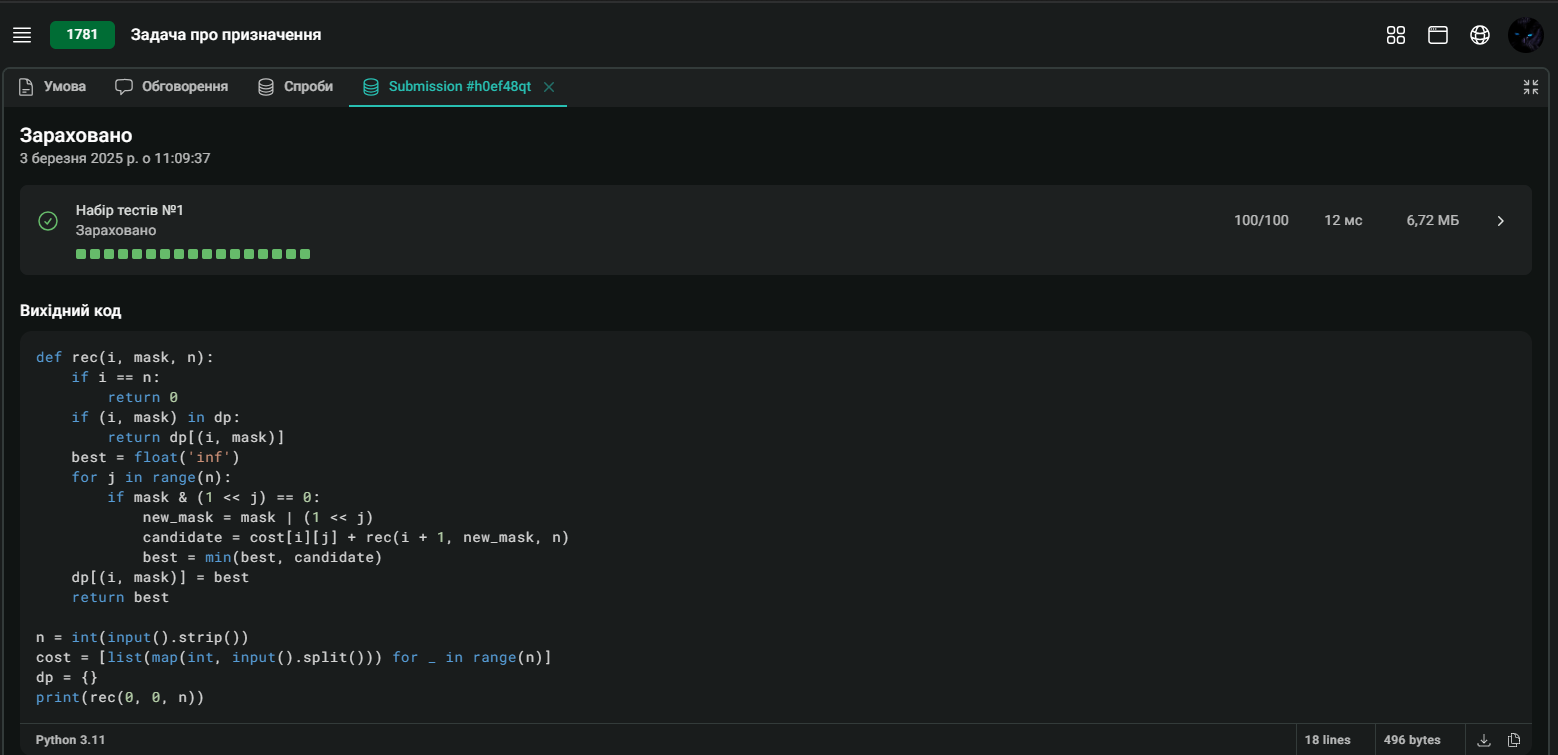 1781 Задача про призначення
Умова Обговорення Спроби Submission #h0ef48qt
Зараховано
3 березня 2025 р. о 11:09:37
Набір тестів №1
Зараховано
100/100 12 мс 6,72 МБ
Вихідний код
def rec(i, mask, n):
    if i == n:
        return 0
    if (i, mask) in dp:
        return dp[(i, mask)]
    best = float('inf')
    for j in range(n):
        if mask & (1 << j) == 0:
            new_mask = mask | (1 << j)
            candidate = cost[i][j] + rec(i + 1, new_mask, n)
            best = min(best, candidate)
    dp[(i, mask)] = best
    return best

n = int(input().strip())
cost = [list(map(int, input().split())) for _ in range(n)]
dp = {}
print(rec(0, 0, n))
Python 3.11 18 lines 496 bytes